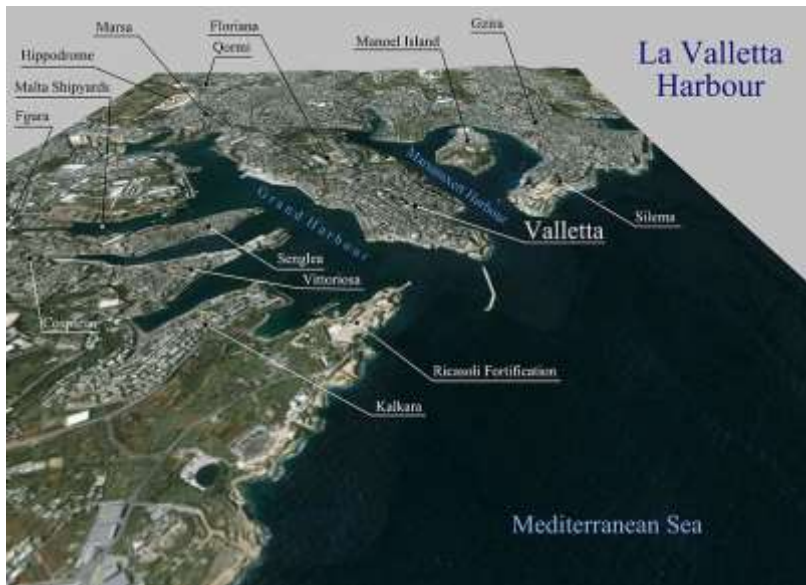 Marsa
Floriana
Qormi
Hippodrome
Malta Shipyards
Fgura
Manoel Island
Gzira
La Valletta
Harbour
Grand Harbour
Marsamxett Harbour
Valletta
Sliema
Senglea
Vittoriosa
Cospicua
Ricasoli Fortification
Kalkara
Mediterranean Sea